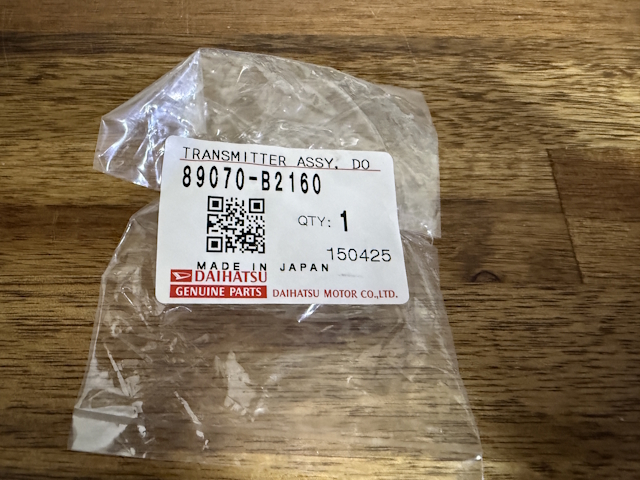 TRANSMITTER ASSY, DO
89070-B2160
QTY: 1
150425
MADE IN JAPAN
DAIHATSU
GENUINE PARTS DAIHATSU MOTOR CO.,LTD.